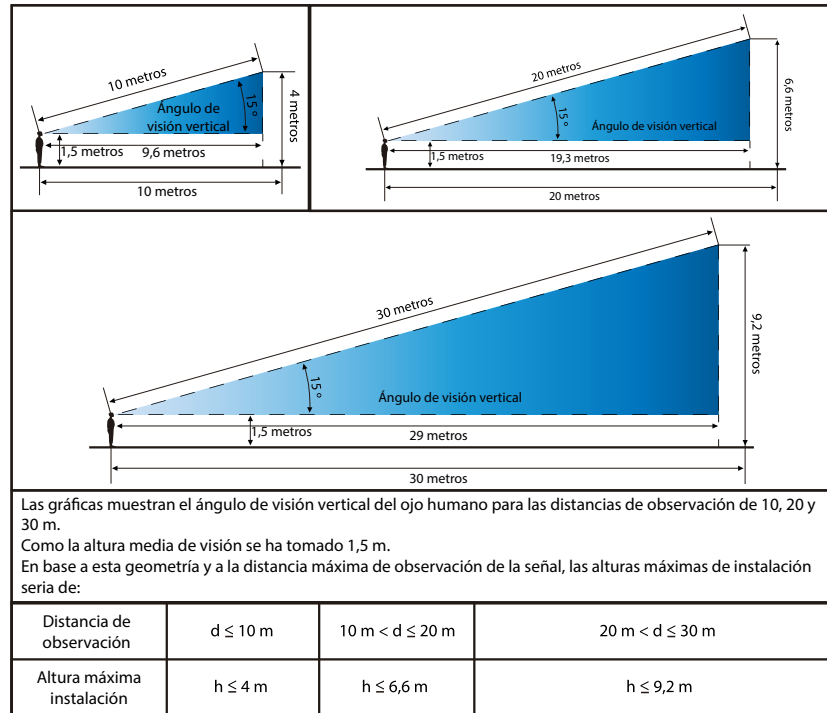 10 metros
15 º
Ángulo de
visión vertical
4 metros
1,5 metros
9,6 metros
10 metros
20 metros
15 º
Ángulo de visión vertical
6,6 metros
1,5 metros
19,3 metros
20 metros
30 metros
15 º
Ángulo de visión vertical
9,2 metros
1,5 metros
29 metros
30 metros
Las gráficas muestran el ángulo de visión vertical del ojo humano para las distancias de observación de 10, 20 y
30 m.
Como la altura media de visión se ha tomado 1,5 m.
En base a esta geometría y a la distancia máxima de observación de la señal, las alturas máximas de instalación
seria de:
Distancia de
observación
d ≤ 10 m
10 m < d ≤ 20 m
20 m < d ≤ 30 m
Altura máxima
instalación
h ≤ 4 m
h ≤ 6,6 m
h ≤ 9,2 m